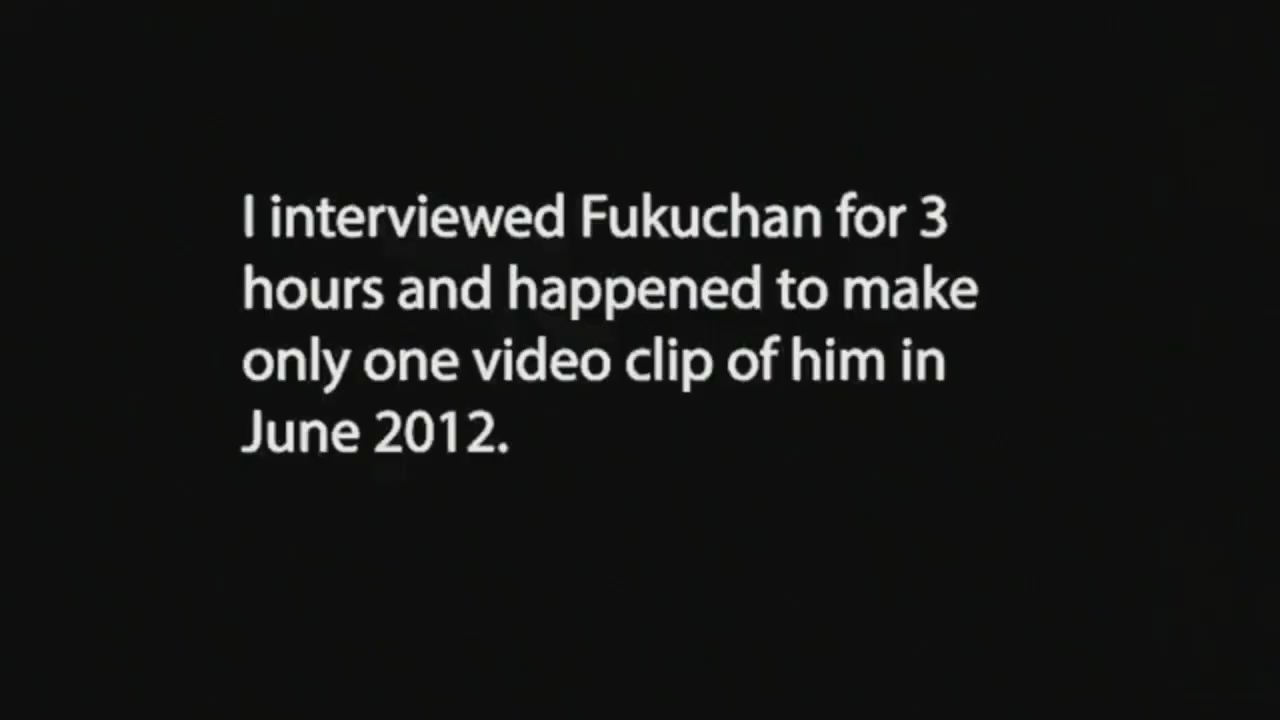 I interviewed Fukuchan for 3
hours and happened to make
only one video clip of him in
June 2012.